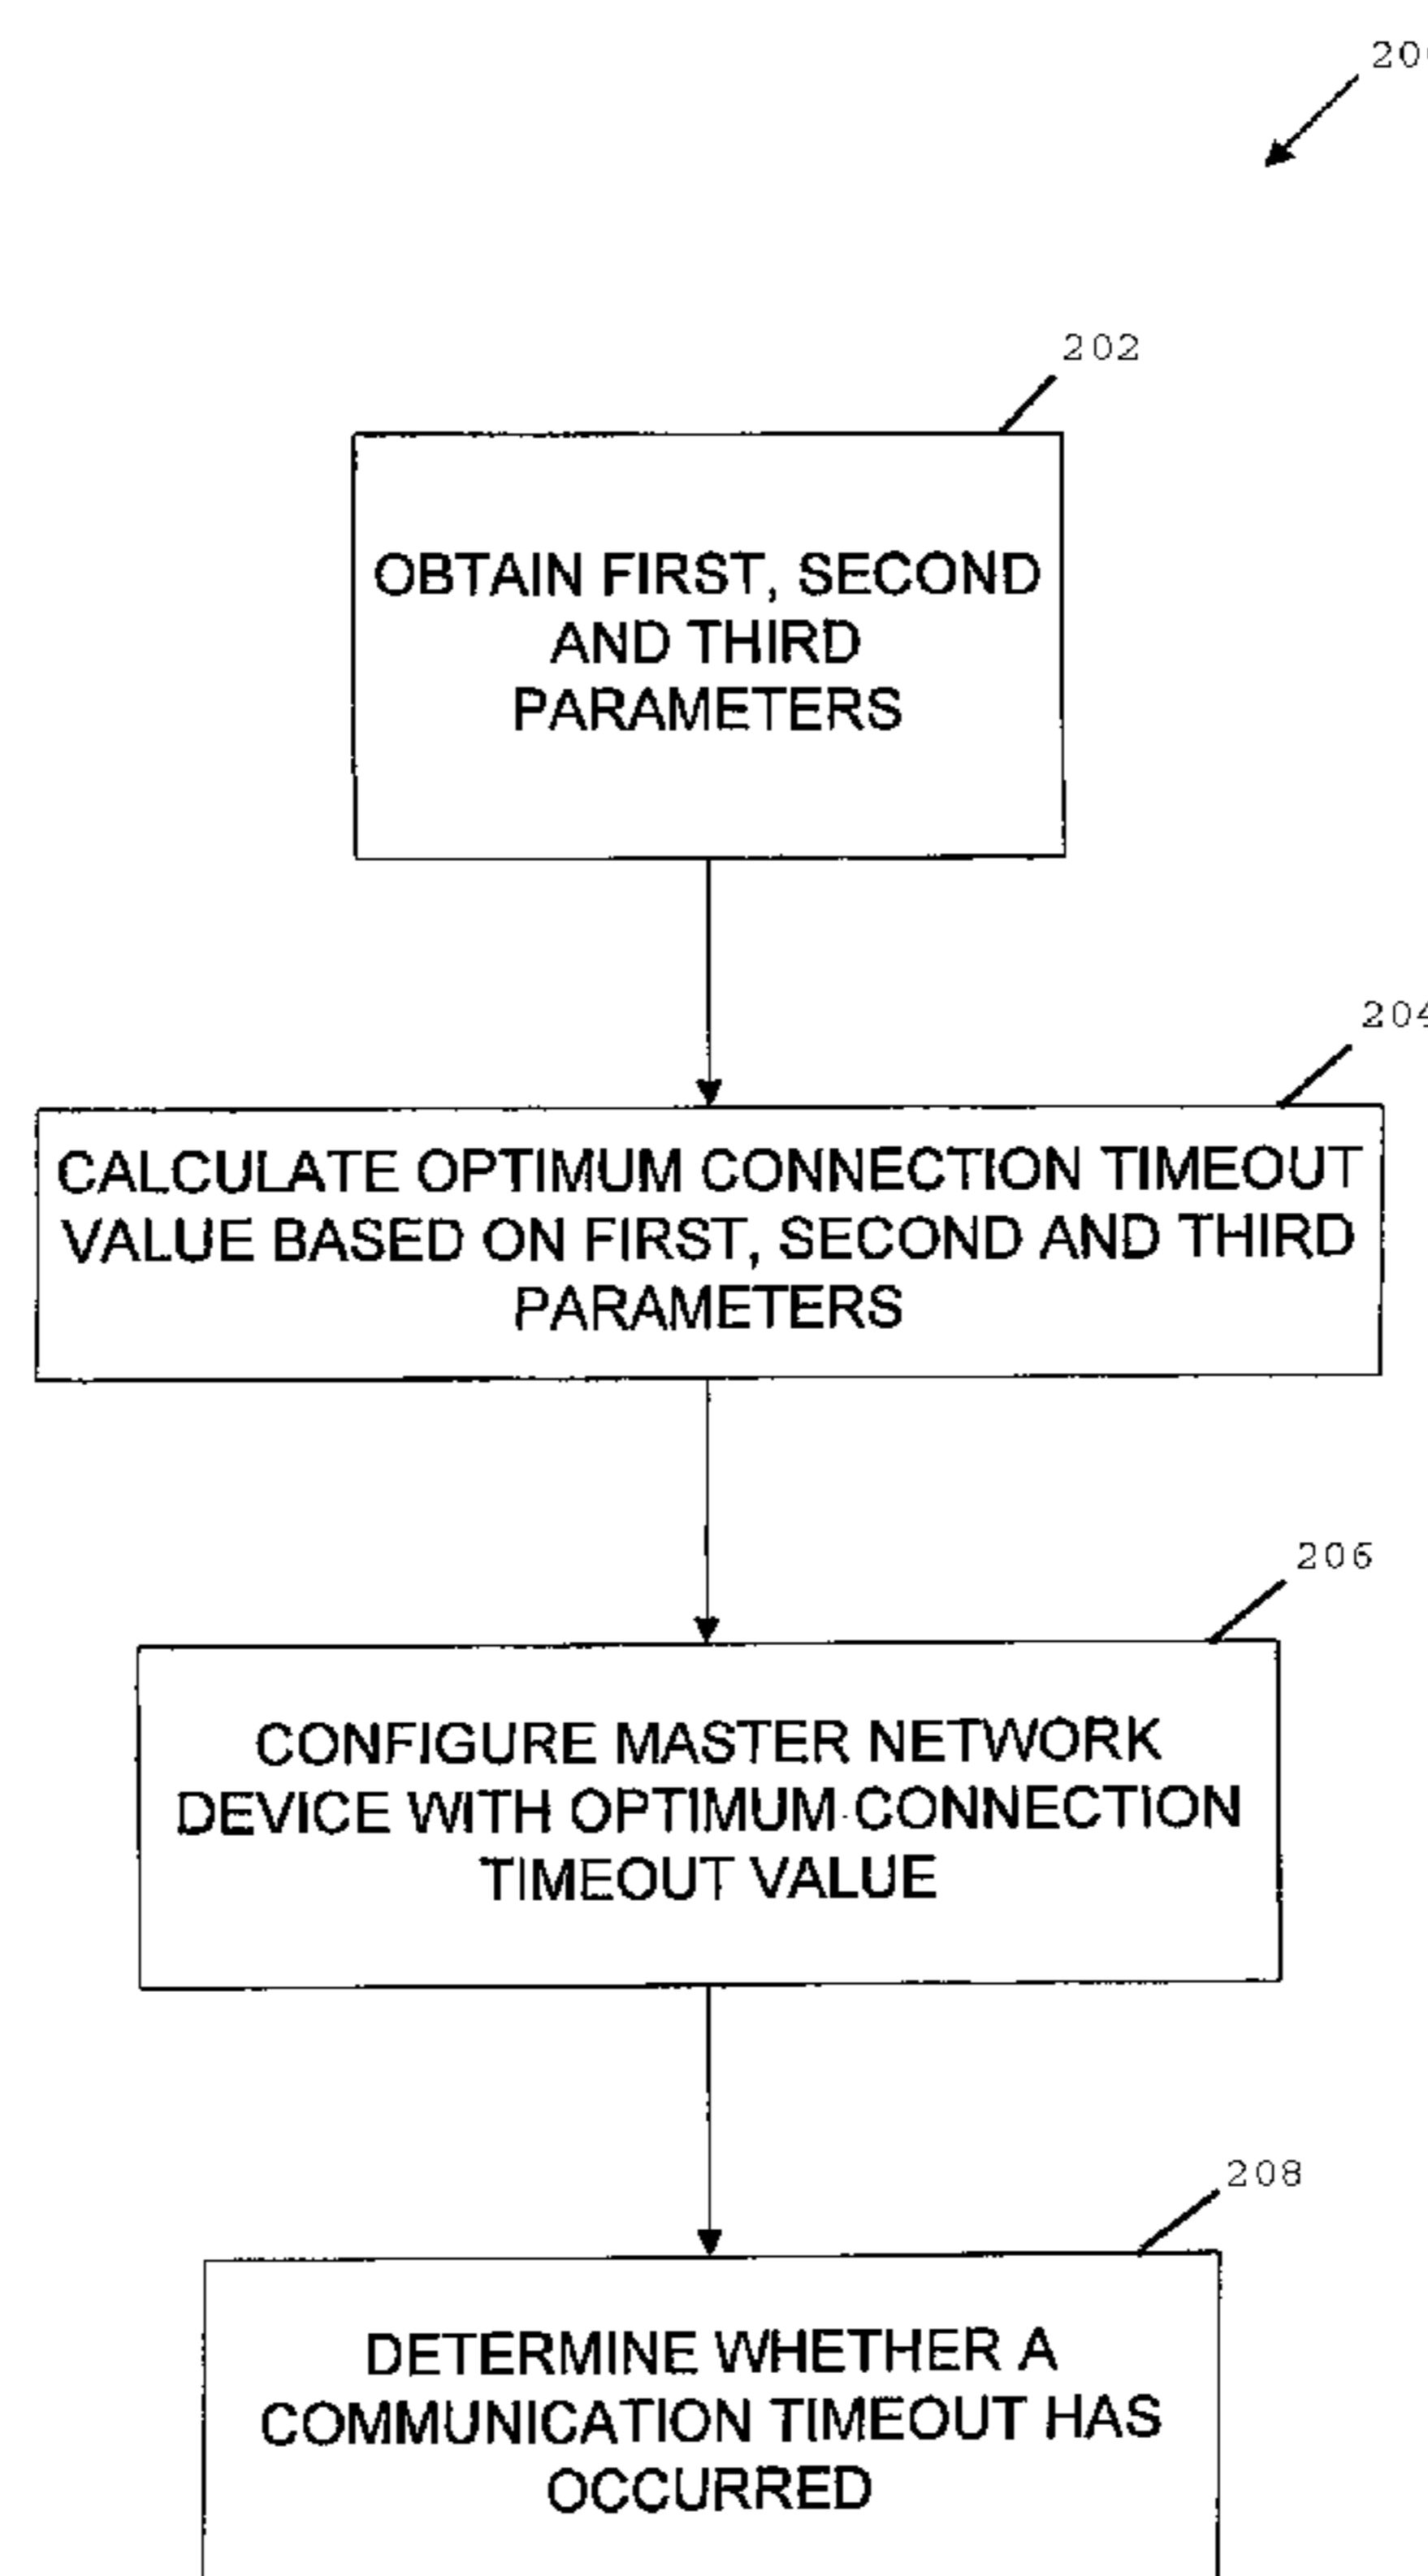 202
OBTAIN FIRST, SECOND
AND THIRD
PARAMETERS
CALCULATE OPTIMUM CONNECTION TIMEOUT
VALUE BASED ON FIRST, SECOND AND THIRD
PARAMETERS
206
CONFIGURE MASTER NETWORK
DEVICE WITH OPTIMUM CONNECTION
TIMEOUT VALUE
208
DETERMINE WHETHER A
COMMUNICATION TIMEOUT HAS
OCCURRED